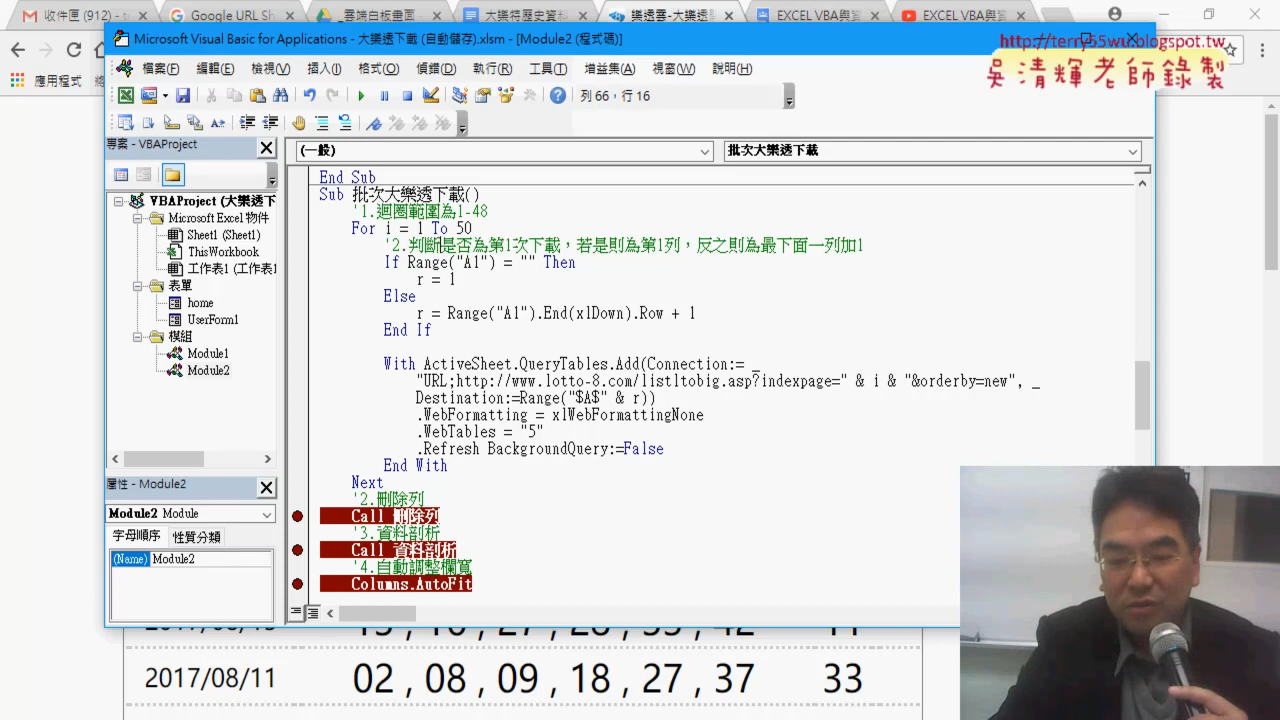 收件匣 (912) -
Google URL Sh
_雲端白板畫面
大樂特歷史資料
樂透雲-大樂透
EXCEL VBA與資
EXCEL VBA與
應用程式
Microsoft Visual Basic for Applications - 大樂透下載 (自動儲存).xlsm - [Module2 (程式碼)]
http://terry55wu.blogspot.tw
吳清輝老師錄製
檔案(F) 編輯(E) 檢視(V) 插入(I) 格式(O) 偵錯(D) 執行(R) 工具(T) 增益集(A) 視窗(W) 說明(H)
列 66，行 16
專案 - VBAProject
(一般)
批次大樂透下載
VBAProject (大樂透下
Microsoft Excel 物件
Sheet1 (Sheet1)
ThisWorkbook
工作表1 (工作表1
表單
home
UserForm1
模組
Module1
Module2
屬性 - Module2
Module2 Module
字母順序 性質分類
(Name) Module2
End Sub
Sub 批次大樂透下載()
'1.迴圈範圍為1-48
For i = 1 To 50
'2.判斷是否為第1次下載，若是則為第1列，反之則為最下面一列加1
If Range("A1") = "" Then
r = 1
Else
r = Range("A1").End(xlDown).Row + 1
End If
With ActiveSheet.QueryTables.Add(Connection:= _
"URL;http://www.lotto-8.com/listltobig.asp?indexpage=" & i & "&orderby=new", _
Destination:=Range("$A$" & r))
.WebFormatting = xlWebFormattingNone
.WebTables = "5"
.Refresh BackgroundQuery:=False
End With
Next
'2.刪除列
Call 刪除列
'3.資料剖析
Call 資料剖析
'4.自動調整欄寬
Columns.AutoFit
2017/08/11 02 , 08 , 09 , 18 , 27 , 37 33